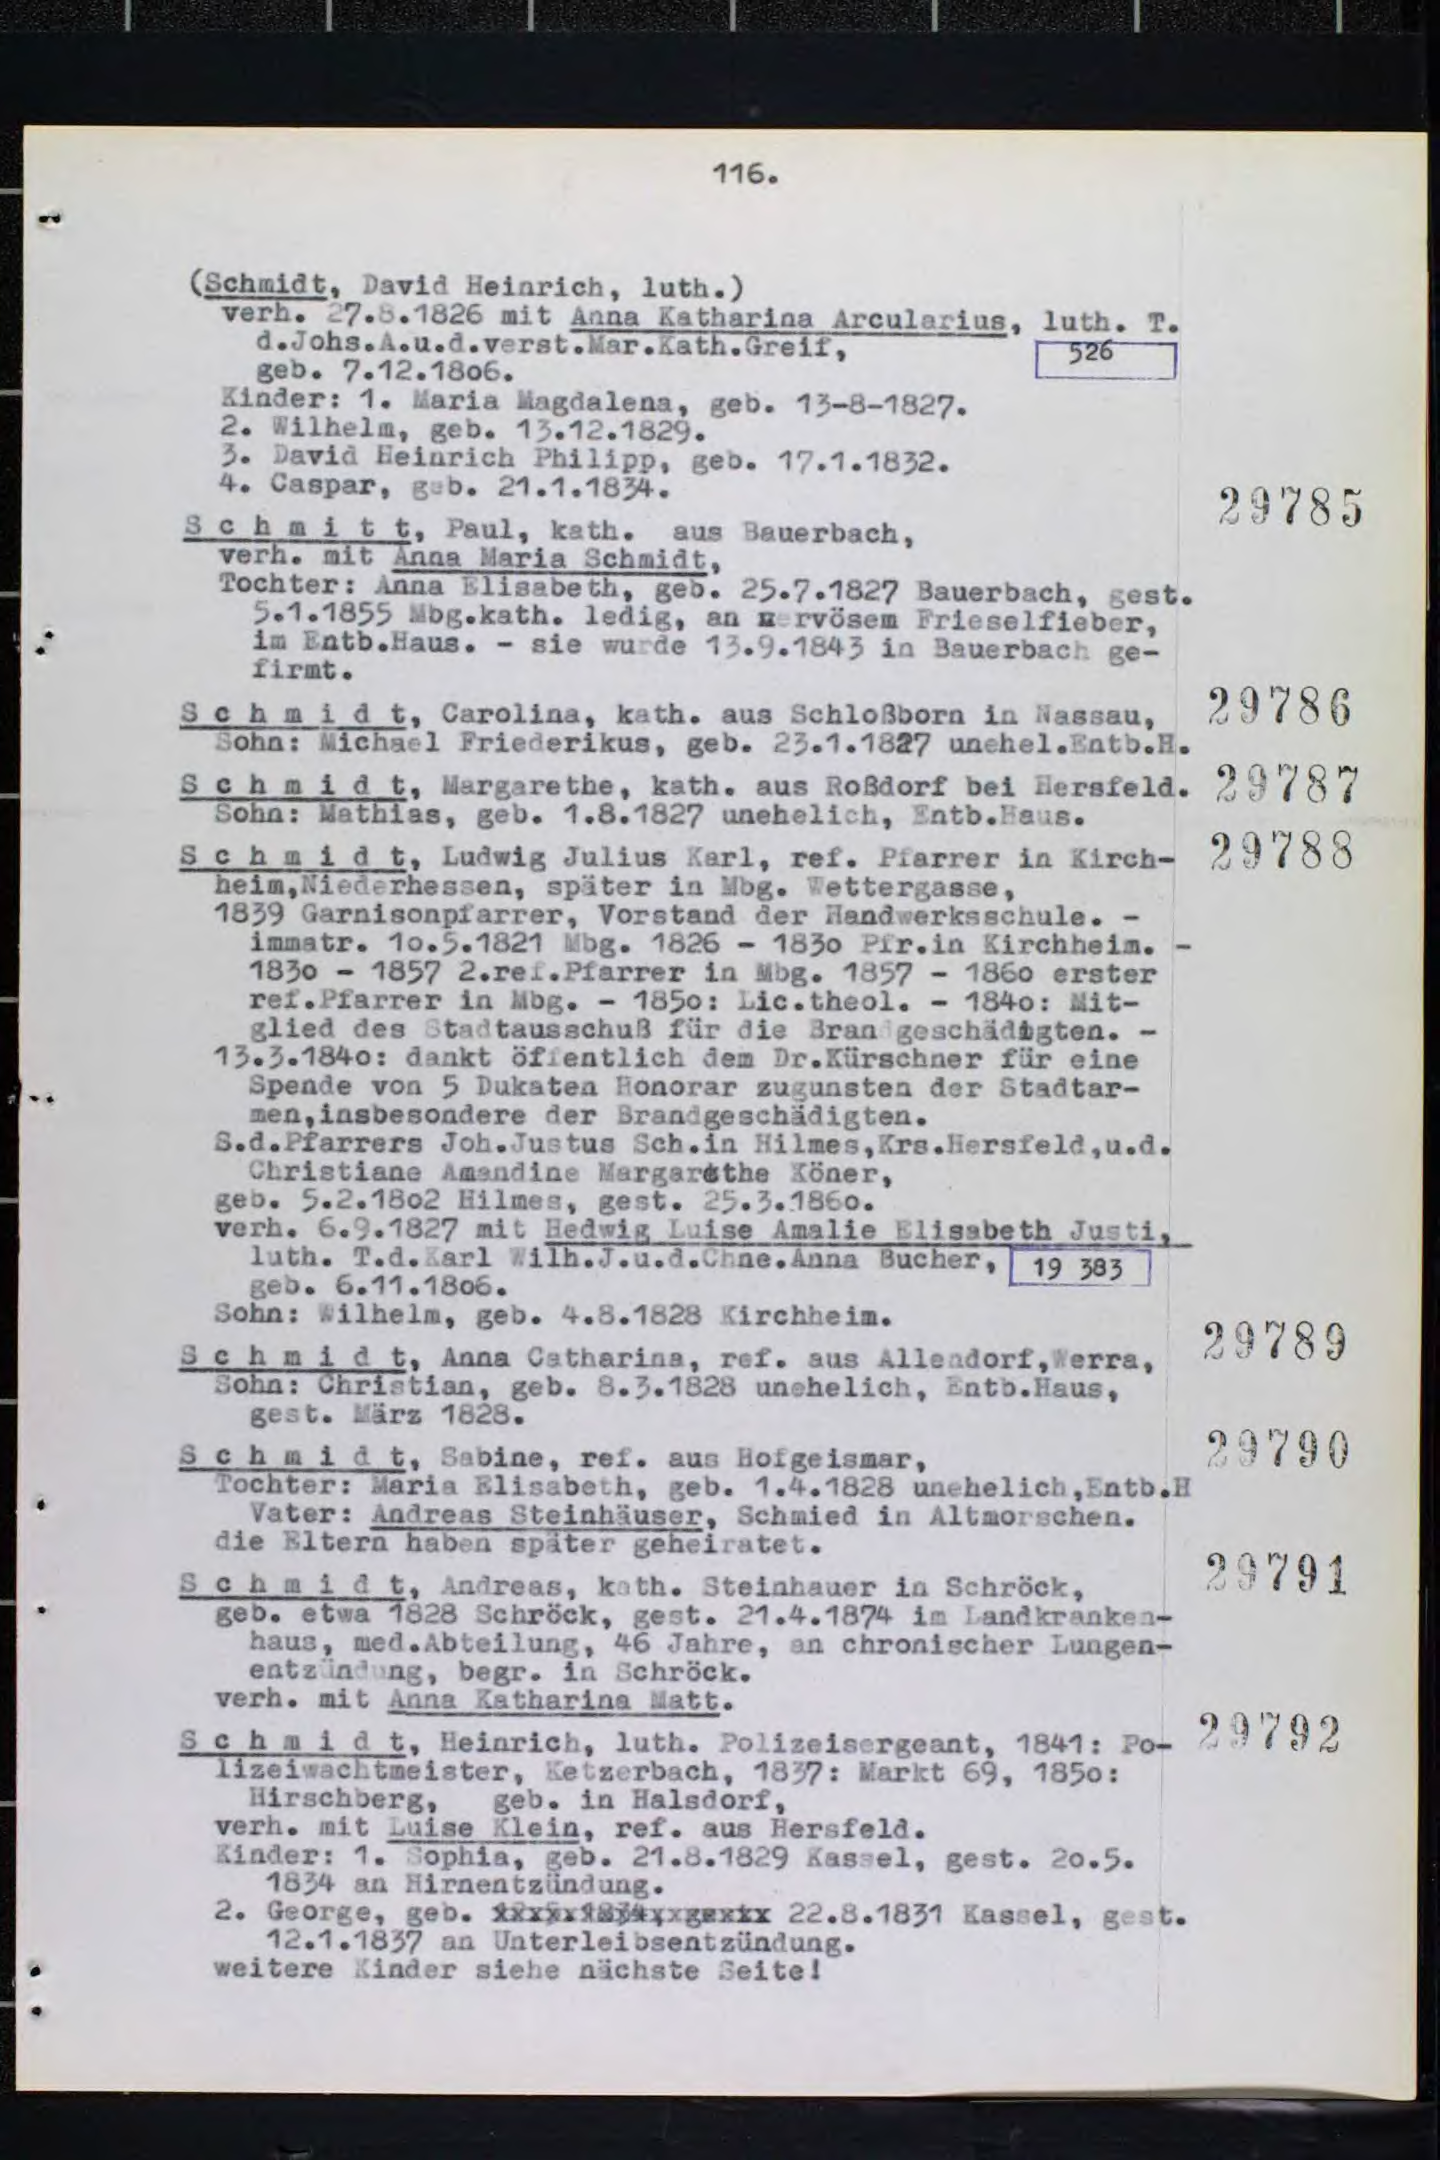 116.
(Schmidt, David Heinrich, luth.)
verh. 27.8.1826 mit Anna Katharina Arcularius, luth. T.
d.Johs.A.u.d.verst.Mar.Kath.Greif,
526
geb. 7.12.18o6.
Kinder: 1. Maria Magdalena, geb. 13-8-1827.
2. Wilhelm, geb. 13.12.1829.
3. David Heinrich Philipp, geb. 17.1.1832.
4. Caspar, geb. 21.1.1834.
29785
S c h m i t t, Paul, kath. aus Bauerbach,
verh. mit Anna Maria Schmidt,
Tochter: Anna Elisabeth, geb. 25.7.1827 Bauerbach, gest.
5.1.1855 Mbg.kath. ledig, an nervösem Frieselfieber,
im Entb.Haus. - sie wurde 13.9.1843 in Bauerbach ge-
firmt.
S c h m i d t, Carolina, kath. aus Schloßborn in Nassau, 29786
Sohn: Michael Friederikus, geb. 23.1.1827 unehel.Entb.H.
S c h m i d t, Margarethe, kath. aus Roßdorf bei Hersfeld. 29787
Sohn: Mathias, geb. 1.8.1827 unehelich, Entb.Haus.
S c h m i d t, Ludwig Julius Karl, ref. Pfarrer in Kirch- 29788
heim,Niederhessen, später in Mbg. Wettergasse,
1839 Garnisonpfarrer, Vorstand der Handwerksschule. -
immatr. 1o.5.1821 Mbg. 1826 - 183o Pfr.in Kirchheim. -
183o - 1857 2.ref.Pfarrer in Mbg. 1857 - 186o erster
ref.Pfarrer in Mbg. - 185o: Lic.theol. - 184o: Mit-
glied des Stadtausschuß für die Brandgeschädigten. -
13.3.184o: dankt öffentlich dem Dr.Kürschner für eine
Spende von 5 Dukaten Honorar zugunsten der Stadtar-
men,insbesondere der Brandgeschädigten.
S.d.Pfarrers Joh.Justus Sch.in Hilmes,Krs.Hersfeld,u.d.
Christiane Amandine Margarethe Köner,
geb. 5.2.18o2 Hilmes, gest. 25.3.186o.
verh. 6.9.1827 mit Hedwig Luise Amalie Elisabeth Justi,
luth. T.d.Karl Wilh.J.u.d.Chne.Anna Bucher, 19 383
geb. 6.11.18o6.
Sohn: Wilhelm, geb. 4.8.1828 Kirchheim.
S c h m i d t, Anna Catharina, ref. aus Allendorf,Werra, 29789
Sohn: Christian, geb. 8.3.1828 unehelich, Entb.Haus,
gest. März 1828.
S c h m i d t, Sabine, ref. aus Hofgeismar, 29790
Tochter: Maria Elisabeth, geb. 1.4.1828 unehelich,Entb.H
Vater: Andreas Steinhäuser, Schmied in Altmorschen.
die Eltern haben später geheiratet.
S c h m i d t, Andreas, kath. Steinhauer in Schröck, 29791
geb. etwa 1828 Schröck, gest. 21.4.1874 im Landkranken-
haus, med.Abteilung, 46 Jahre, an chronischer Lungen-
entzündung, begr. in Schröck.
verh. mit Anna Katharina Matt.
S c h m i d t, Heinrich, luth. Polizeisergeant, 1841: Po- 29792
lizeiwachtmeister, Ketzerbach, 1837: Markt 69, 185o:
Hirschberg, geb. in Halsdorf,
verh. mit Luise Klein, ref. aus Hersfeld.
Kinder: 1. Sophia, geb. 21.8.1829 Kassel, gest. 2o.5.
1834 an Hirnentzündung.
2. George, geb. 22.8.1831 Kassel, gest.
12.1.1837 an Unterleibsentzündung.
weitere Kinder siehe nächste Seite!